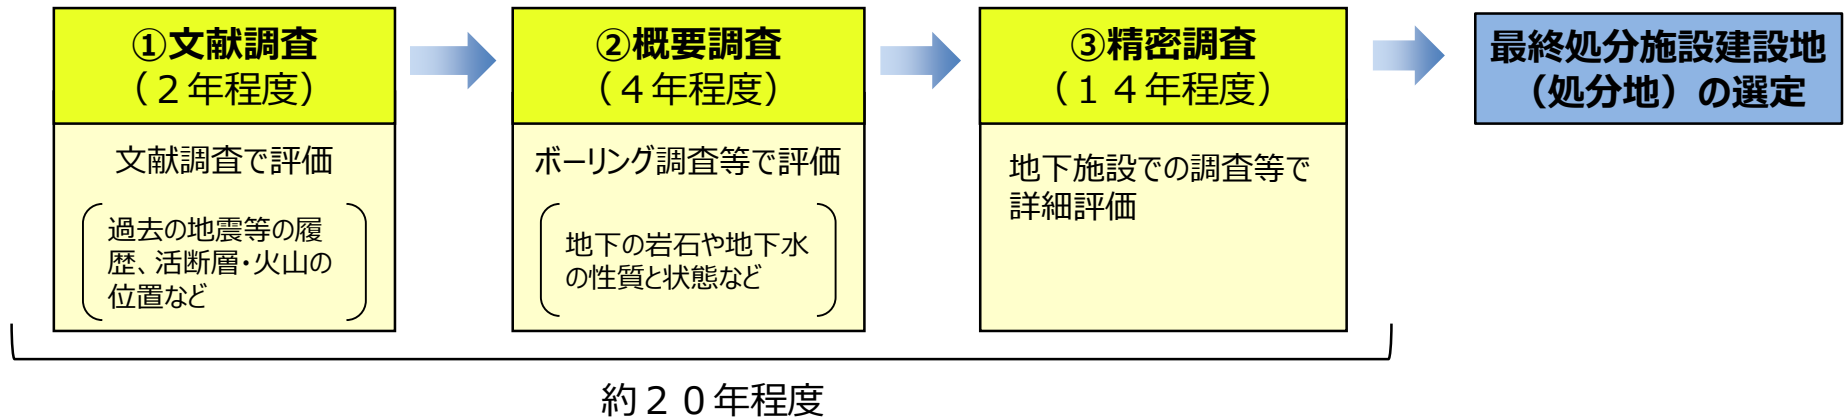 ①文献調査
（２年程度）
文献調査で評価
過去の地震等の履
歴、活断層・火山の
位置など
②概要調査
（４年程度）
ボーリング調査等で評価
地下の岩石や地下水
の性質と状態など
③精密調査
（１４年程度）
地下施設での調査等で
詳細評価
最終処分施設建設地
（処分地）の選定
約２０年程度